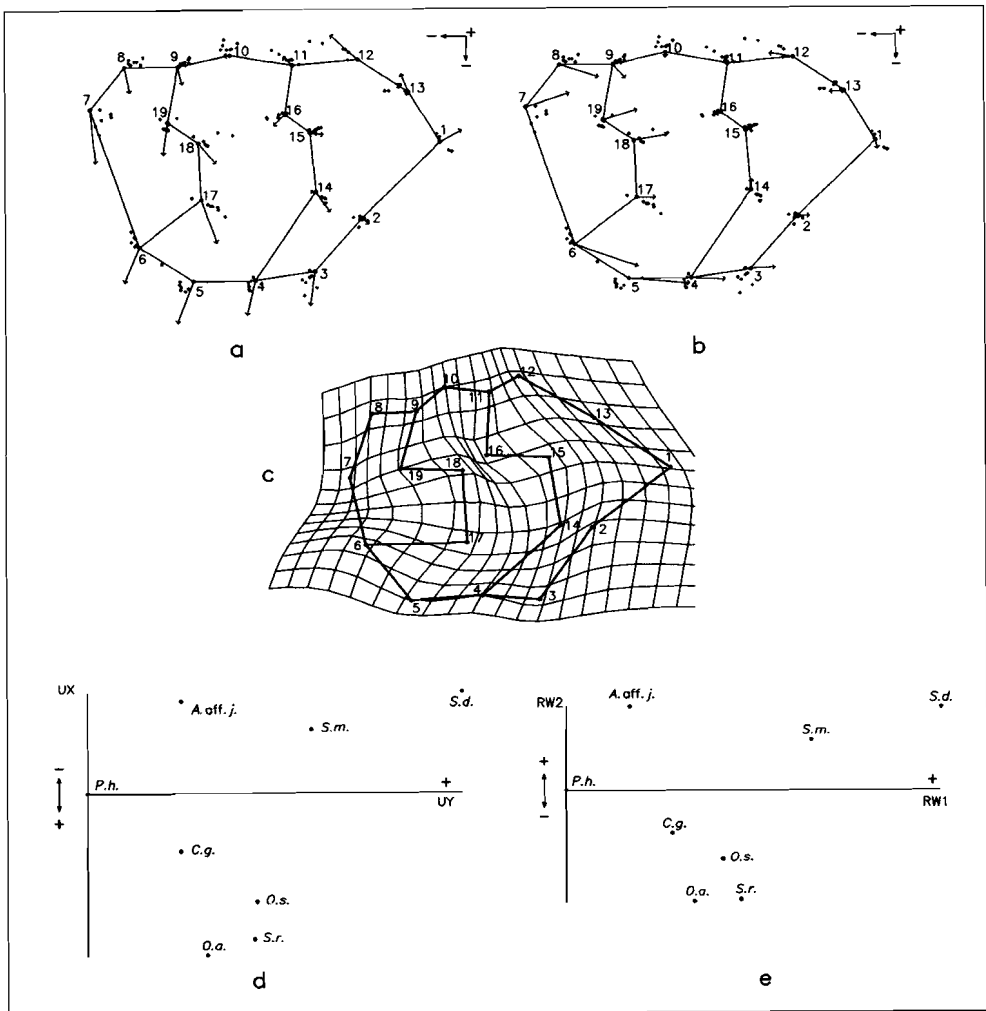 8
9
10
11
12
13
7
19
16
18
15
1
17
14
2
6
5
4
3
- +
-
a
8
9
10
11
12
13
7
19
16
18
15
1
17
14
2
6
5
4
3
- +
-
b
10
12
11
8
9
13
7
19
18
16
15
1
6
17
14
2
5
4
3
c
UX
A. aff. j.
S.m.
S.d.
-
+
P.h.
+
UY
C.g.
O.s.
S.r.
O.a.
d
RW2
A. aff. j.
S.m.
S.d.
+
-
P.h.
+
RW1
C.g.
O.s.
O.a.
S.r.
e